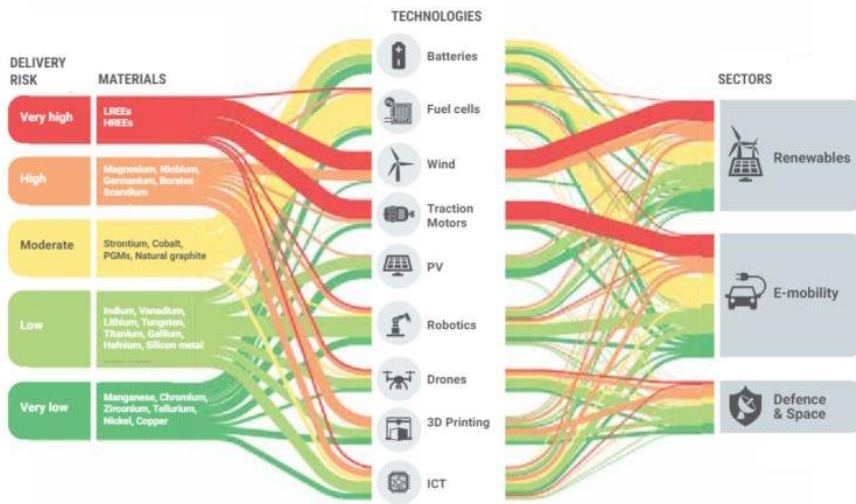 TECHNOLOGIES
DELIVERY
RISK
MATERIALS
SECTORS
Very high
LREEs
HREEs
High
Magnesium, Niobium,
Germanium, Borates
Scandium
Moderate
Strontium, Cobalt,
PGMs, Natural graphite
Low
Indium, Vanadium,
Lithium, Tungsten,
Titanium, Gallium,
Hafnium, Silicon metal
Very low
Manganese, Chromium,
Zirconium, Tellurium,
Nickel, Copper
Batteries
Fuel cells
Wind
Traction
Motors
PV
Robotics
Drones
3D Printing
ICT
Renewables
E-mobility
Defence
& Space